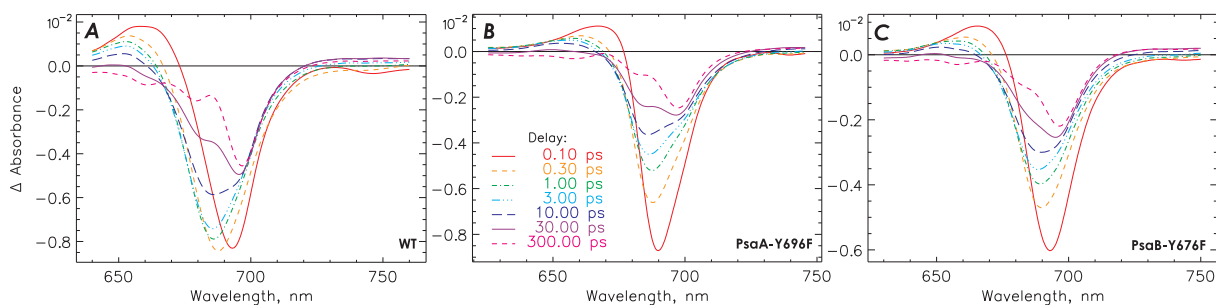 A
B
C
10⁻²
10⁻²
10⁻²
0.0
−0.2
−0.4
−0.6
−0.8
0.0
−0.2
−0.4
−0.6
−0.8
0.0
−0.2
−0.4
−0.6
Δ Absorbance
Delay:
0.10 ps
0.30 ps
1.00 ps
3.00 ps
10.00 ps
30.00 ps
300.00 ps
WT
PsaA-Y696F
PsaB-Y676F
650 700 750
650 700 750
650 700 750
Wavelength, nm
Wavelength, nm
Wavelength, nm